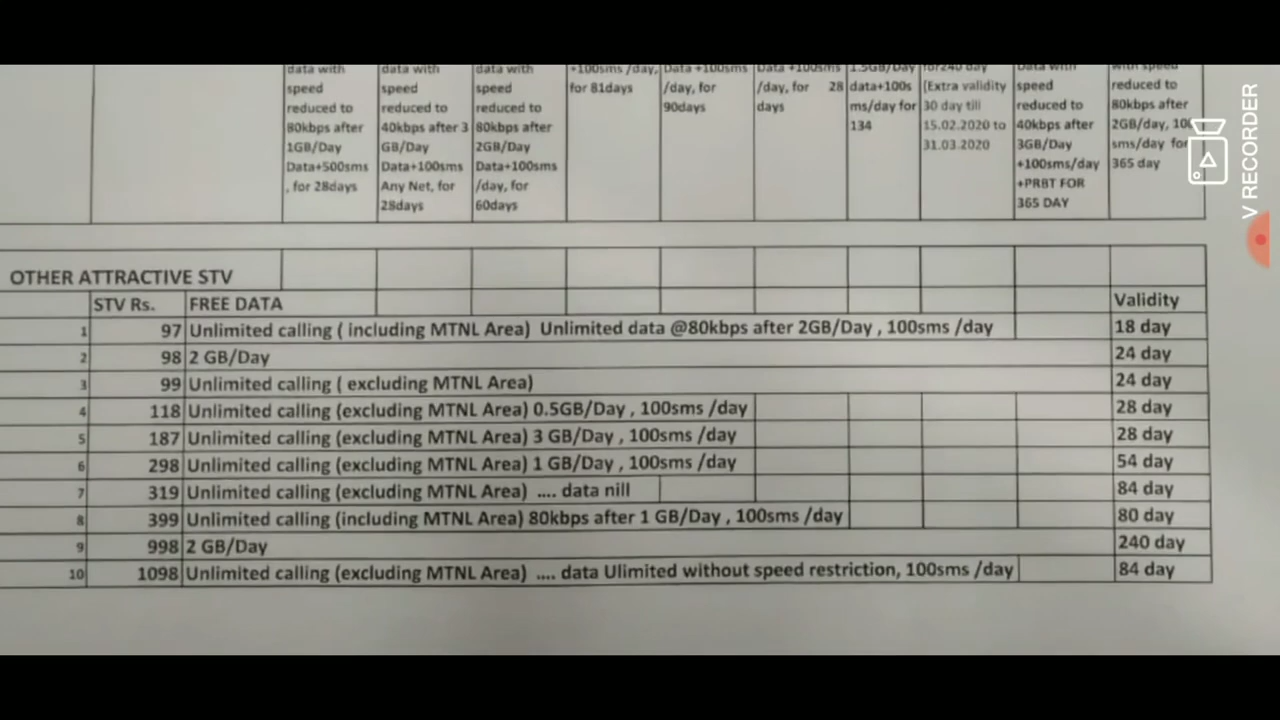 data with speed reduced to 80kbps after 1GB/Day Data+500sms , for 28days
data with speed reduced to 40kbps after 3 GB/Day Data+100sms Any Net, for 28days
data with speed reduced to 80kbps after 2GB/Day Data+100sms /day, for 60days
+100sms /day, for 81days
Data +100sms /day, for 90days
Data +100sms /day, for 28 days
1.5GB/Day data+100s ms/day for 134
for240 day (Extra validity 30 day till 15.02.2020 to 31.03.2020
Data with speed reduced to 40kbps after 3GB/Day +100sms/day +PRBT FOR 365 DAY
with speed reduced to 80kbps after 2GB/day, sms/day for 365 day
OTHER ATTRACTIVE STV
STV Rs. FREE DATA Validity
1 97 Unlimited calling ( including MTNL Area) Unlimited data @80kbps after 2GB/Day , 100sms /day 18 day
2 98 2 GB/Day 24 day
3 99 Unlimited calling ( excluding MTNL Area) 24 day
4 118 Unlimited calling (excluding MTNL Area) 0.5GB/Day , 100sms /day 28 day
5 187 Unlimited calling (excluding MTNL Area) 3 GB/Day , 100sms /day 28 day
6 298 Unlimited calling (excluding MTNL Area) 1 GB/Day , 100sms /day 54 day
7 319 Unlimited calling (excluding MTNL Area) .... data nill 84 day
8 399 Unlimited calling (including MTNL Area) 80kbps after 1 GB/Day , 100sms /day 80 day
9 998 2 GB/Day 240 day
10 1098 Unlimited calling (excluding MTNL Area) .... data Ulimited without speed restriction, 100sms /day 84 day
V RECORDER